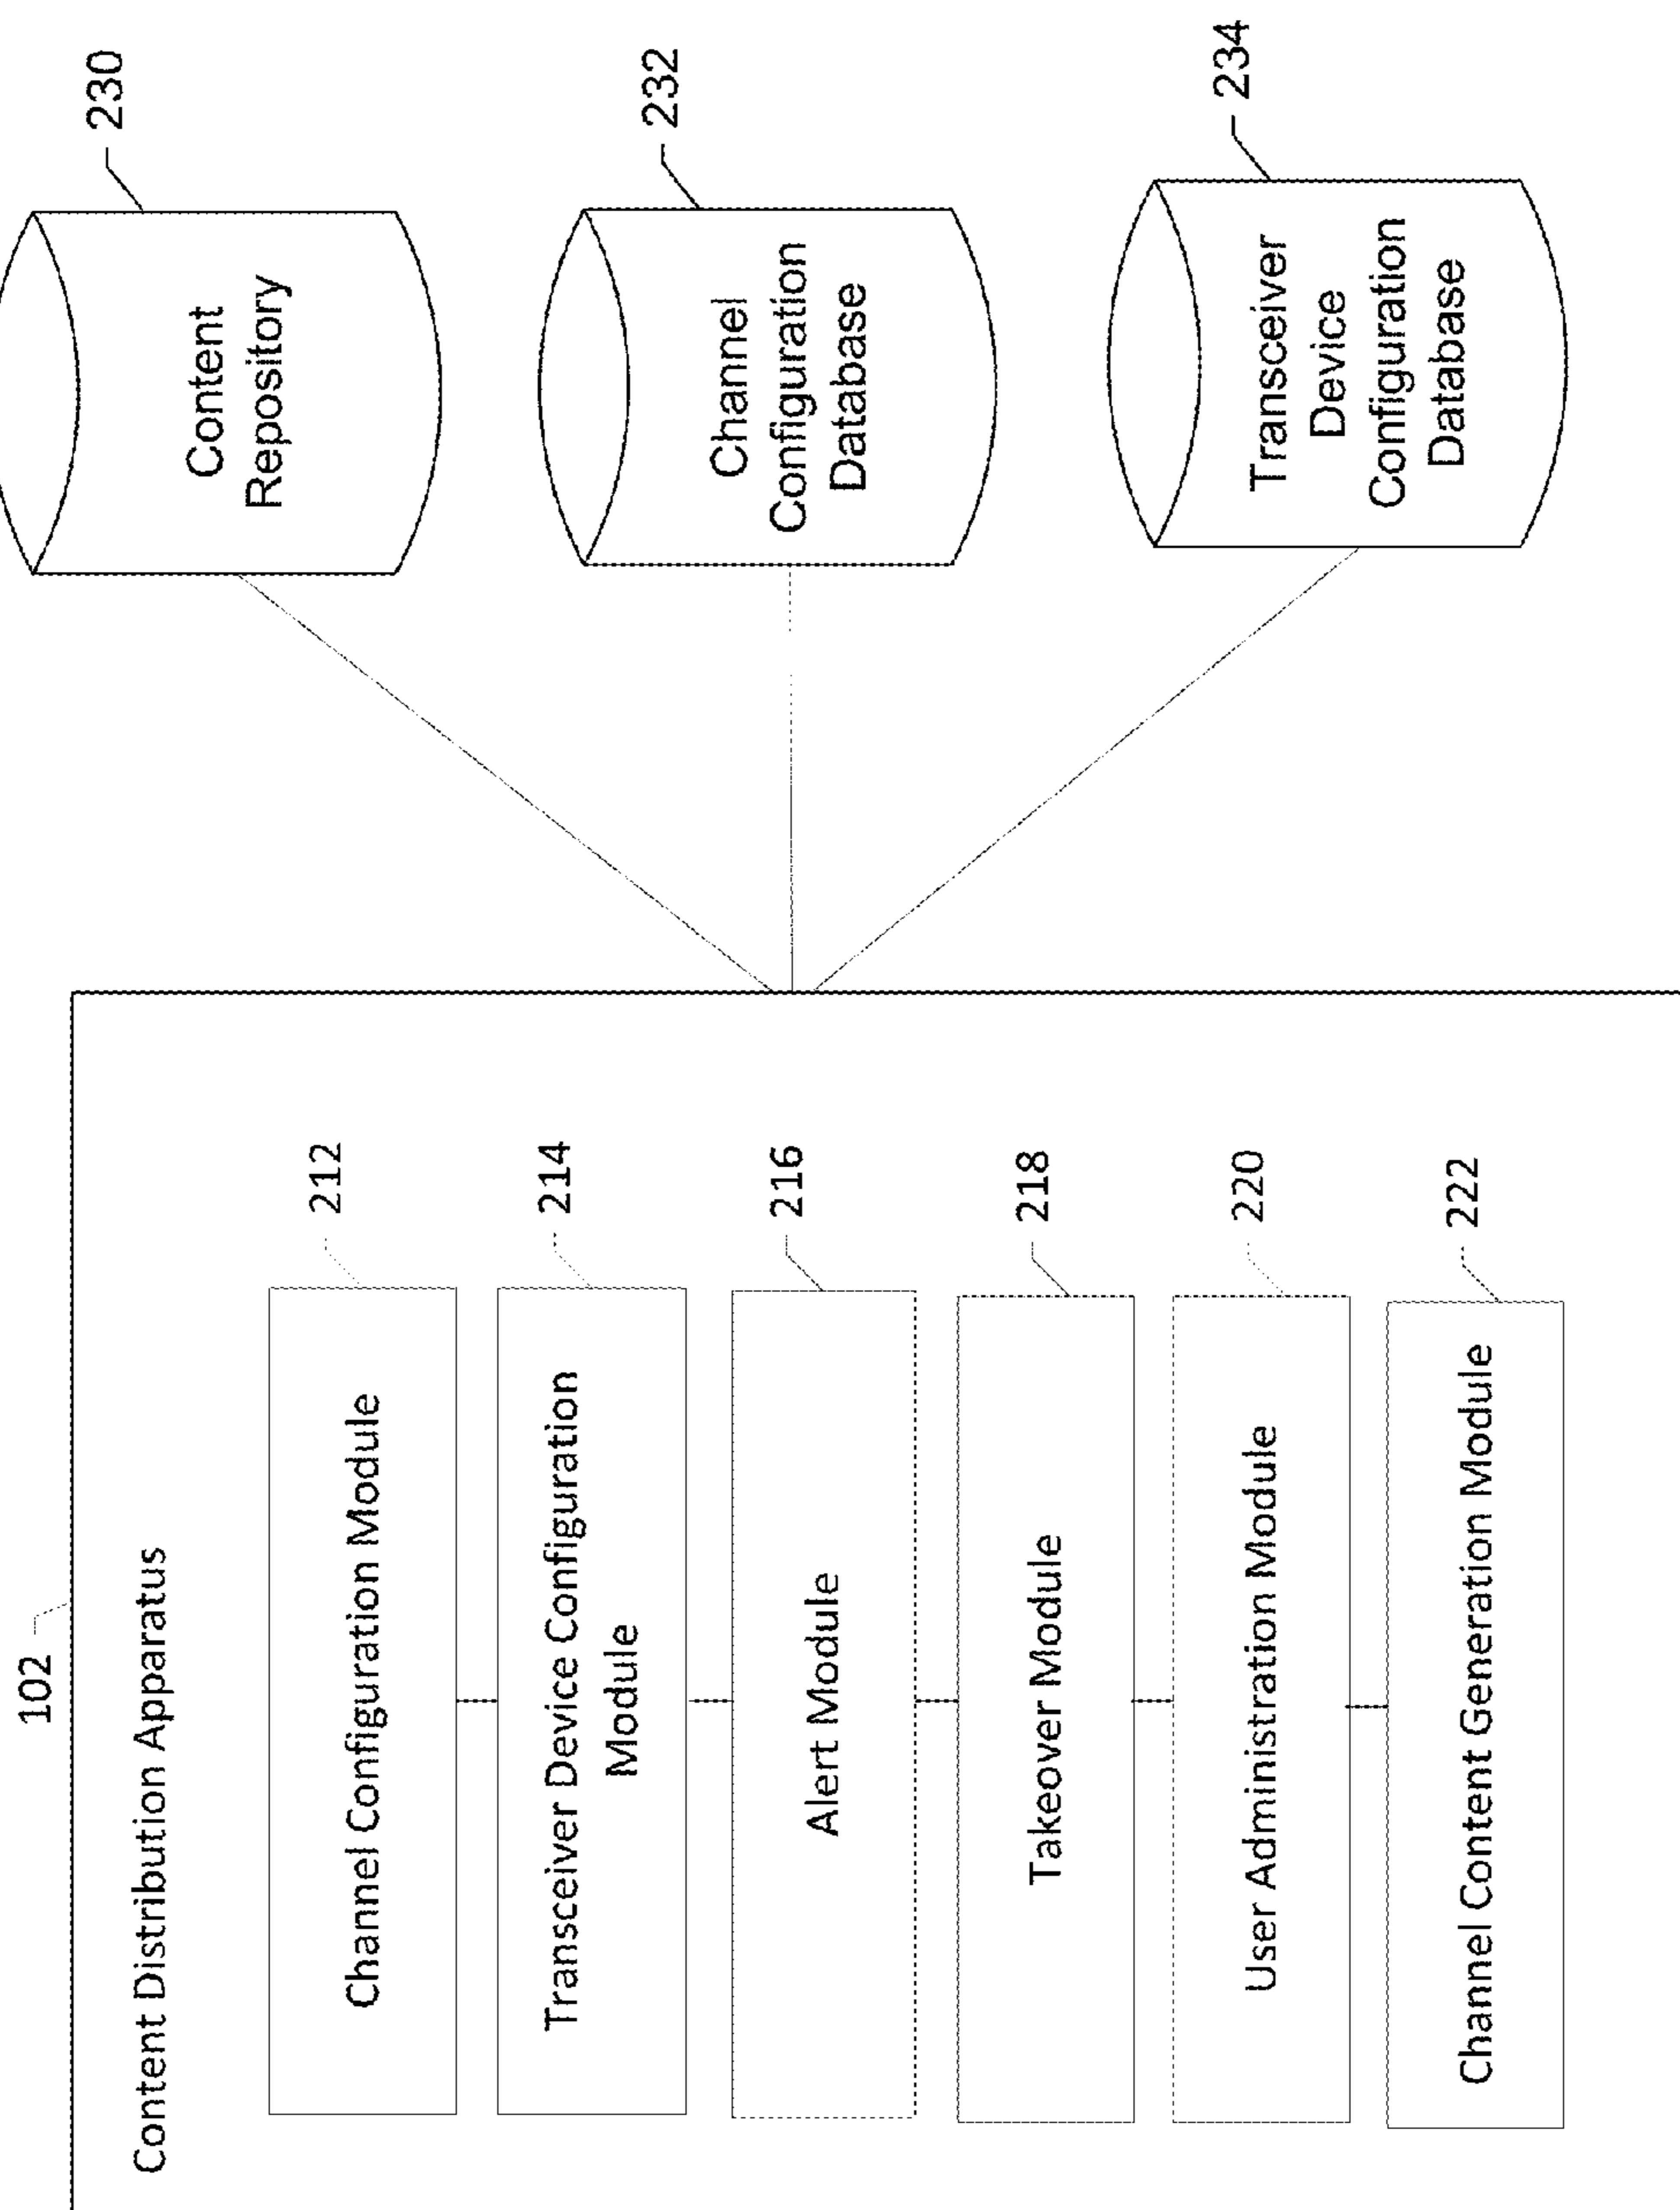 102
Content Distribution Apparatus
Channel Configuration Module
212
Transceiver Device Configuration
Module
214
Alert Module
216
Takeover Module
218
User Administration Module
220
Channel Content Generation Module
222
Content
Repository
230
Channel
Configuration
Database
232
Transceiver
Device
Configuration
Database
234